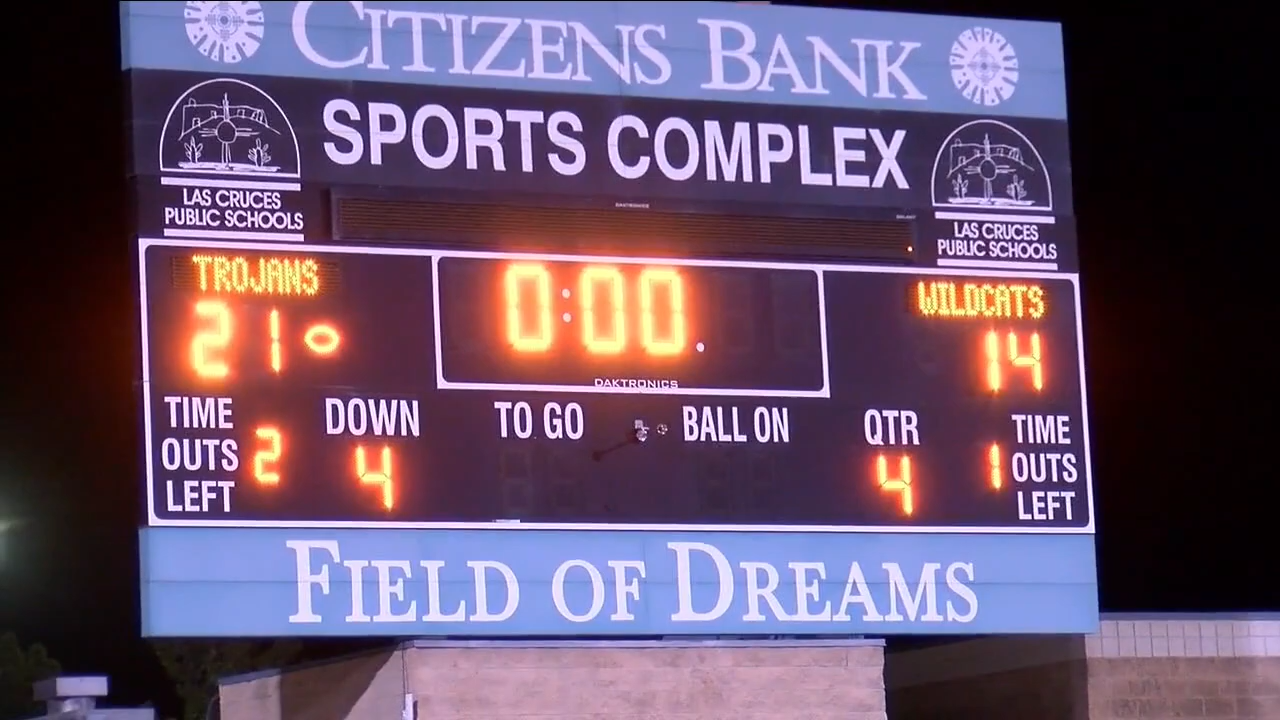 CITIZENS BANK
SPORTS COMPLEX
LAS CRUCES
PUBLIC SCHOOLS
LAS CRUCES
PUBLIC SCHOOLS
DAKTRONICS
TROJANS
0:00
WILDCATS
21
14
DAKTRONICS
TIME
OUTS
LEFT
2
DOWN
4
TO GO
BALL ON
QTR
4
1
TIME
OUTS
LEFT
FIELD OF DREAMS